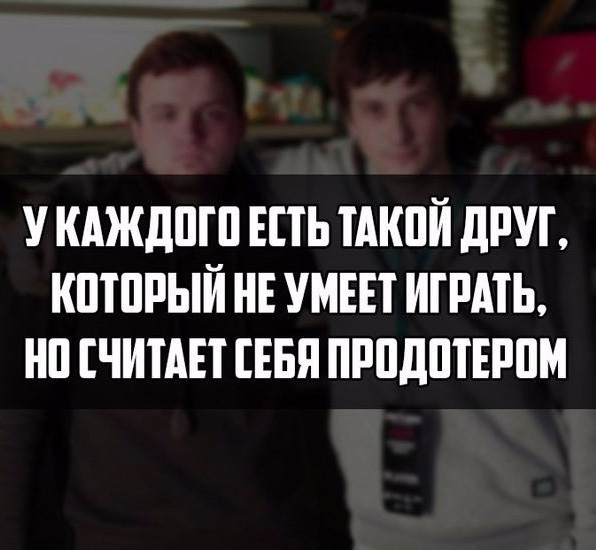 У КАЖДОГО ЕСТЬ ТАКОЙ ДРУГ,
КОТОРЫЙ НЕ УМЕЕТ ИГРАТЬ,
НО СЧИТАЕТ СЕБЯ ПРОДОТЕРОМ